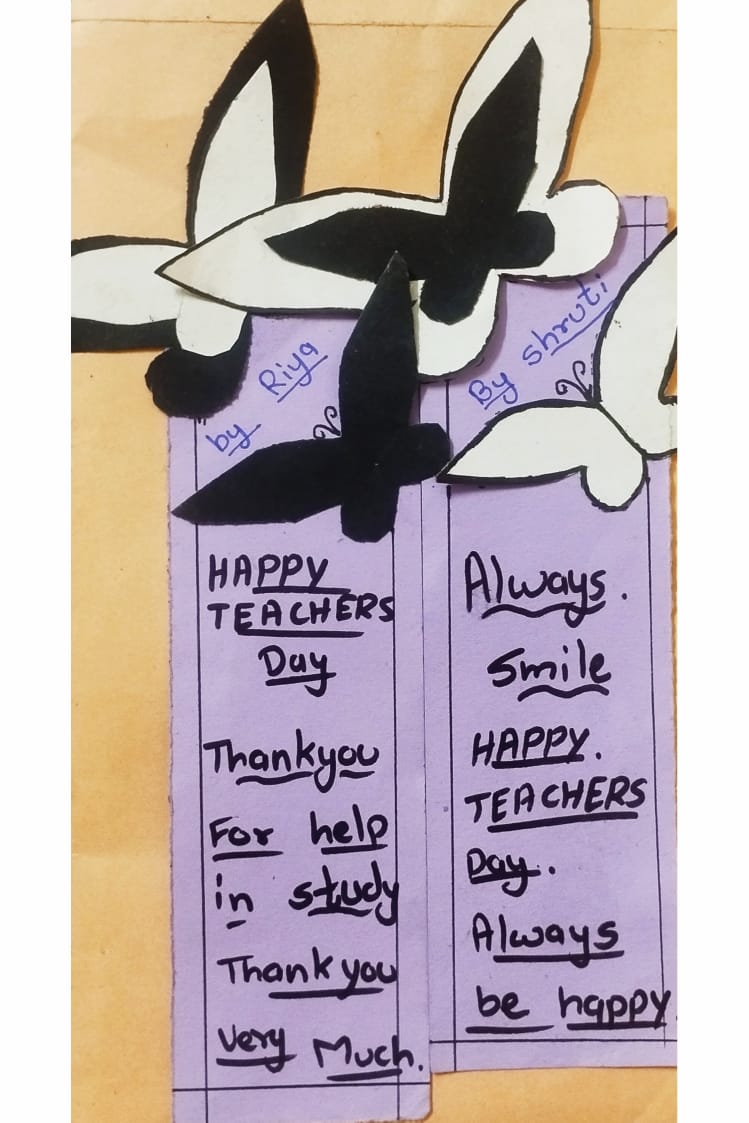 by Riya
HAPPY
TEACHERS
Day
Thankyou
For help
in study
Thank you
Very Much.
By shruti
Always.
Smile
HAPPY.
TEACHERS
Day.
Always
be happy